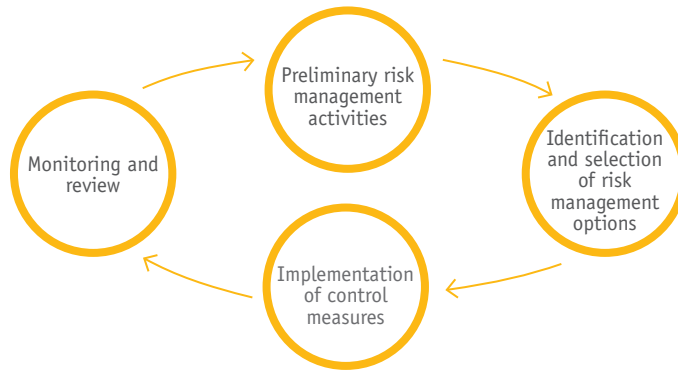 Preliminary risk
management
activities
Identification
and selection
of risk
management
options
Implementation
of control
measures
Monitoring and
review